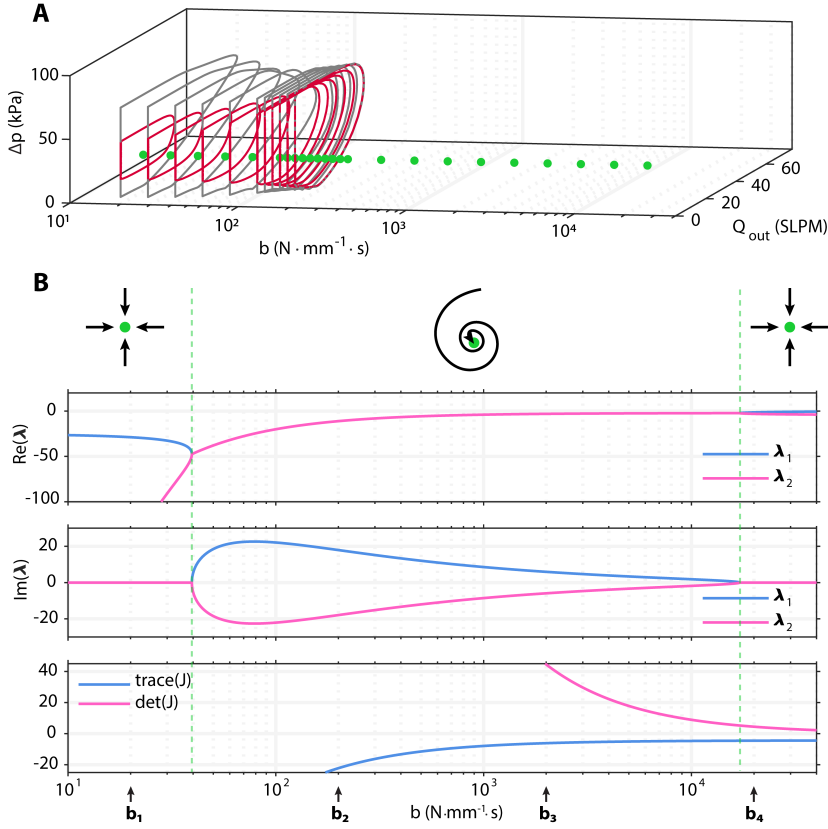 A
100
50
0
Δp (kPa)
10¹
10²
10³
10⁴
b (N · mm⁻¹ · s)
0
20
40
60
Q out (SLPM)
B
0
-50
-100
Re(λ)
λ₁
λ₂
20
0
-20
Im(λ)
λ₁
λ₂
40
20
0
-20
trace(J)
det(J)
10¹
10²
10³
10⁴
b (N·mm⁻¹·s)
b₁
b₂
b₃
b₄